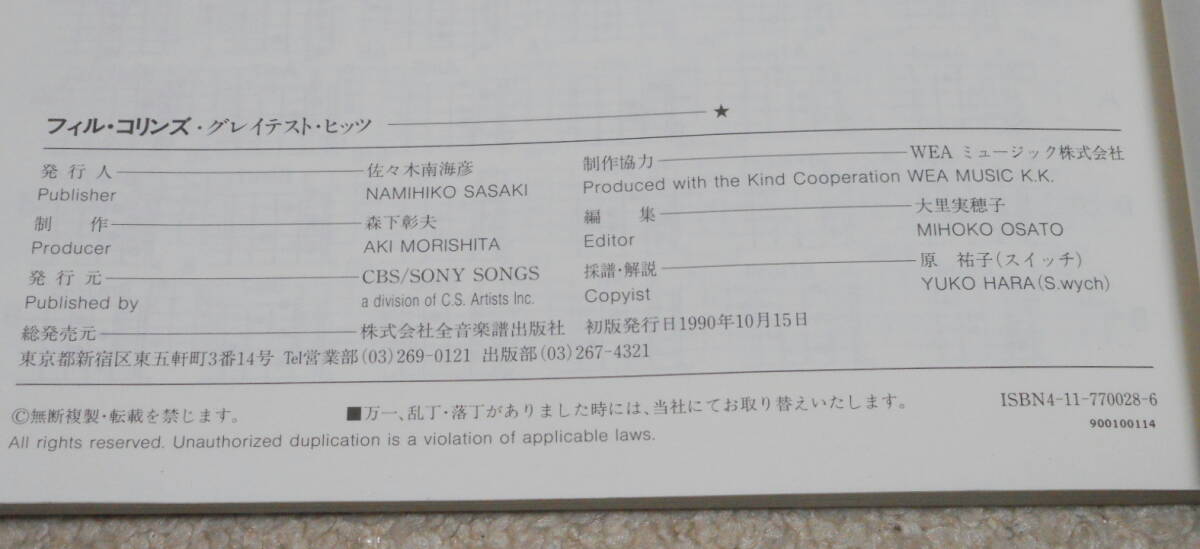 フィル・コリンズ・グレイテスト・ヒッツ ★
発行人 佐々木南海彦
Publisher NAMIHIKO SASAKI
制 作 森下彰夫
Producer AKI MORISHITA
発行元 CBS/SONY SONGS
Published by a division of C.S. Artists Inc.
制作協力 WEA ミュージック株式会社
Produced with the Kind Cooperation WEA MUSIC K.K.
編 集 大里実穂子
Editor MIHOKO OSATO
採譜・解説 原 祐子(スイッチ)
Copyist YUKO HARA(S.wych)
総発売元 株式会社全音楽譜出版社 初版発行日1990年10月15日
東京都新宿区東五軒町3番14号 Tel営業部(03)269-0121 出版部(03)267-4321
©無断複製・転載を禁じます。 ■万一、乱丁・落丁がありました時には、当社にてお取り替えいたします。 ISBN4-11-770028-6
All rights reserved. Unauthorized duplication is a violation of applicable laws. 900100114